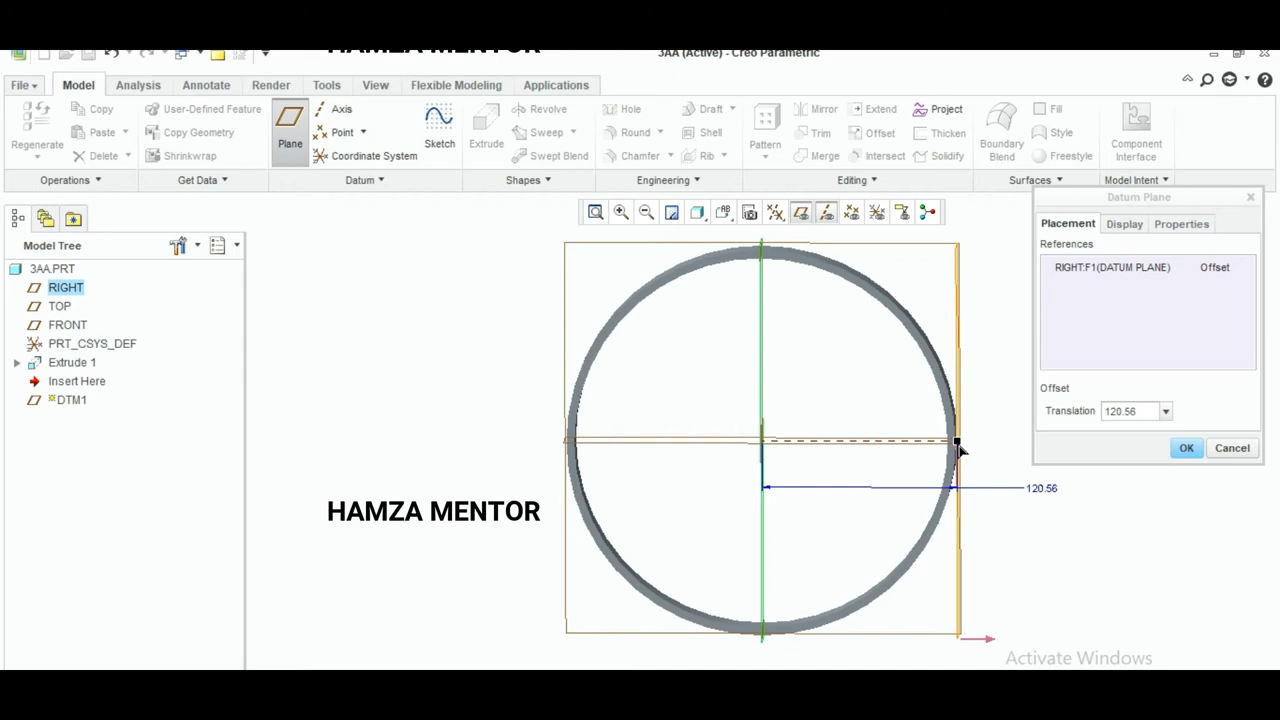 HAMZA MENTOR
3AA (Active) - Creo Parametric
File Model Analysis Annotate Render Tools View Flexible Modeling Applications
Regenerate Copy Paste Delete
User-Defined Feature Copy Geometry Shrinkwrap
Plane Axis Point Coordinate System Sketch
Extrude Revolve Sweep Swept Blend
Hole Round Chamfer Draft Shell Rib
Pattern Mirror Trim Merge Extend Offset Intersect Project Thicken Solidify
Boundary Blend Fill Style Freestyle
Component Interface
Operations Get Data Datum Shapes Engineering Editing Surfaces Model Intent
Model Tree
3AA.PRT
RIGHT
TOP
FRONT
PRT_CSYS_DEF
Extrude 1
Insert Here
DTM1
Datum Plane
Placement Display Properties
References
RIGHT:F1(DATUM PLANE) Offset
Offset
Translation 120.56
OK Cancel
120.56
HAMZA MENTOR
Activate Windows